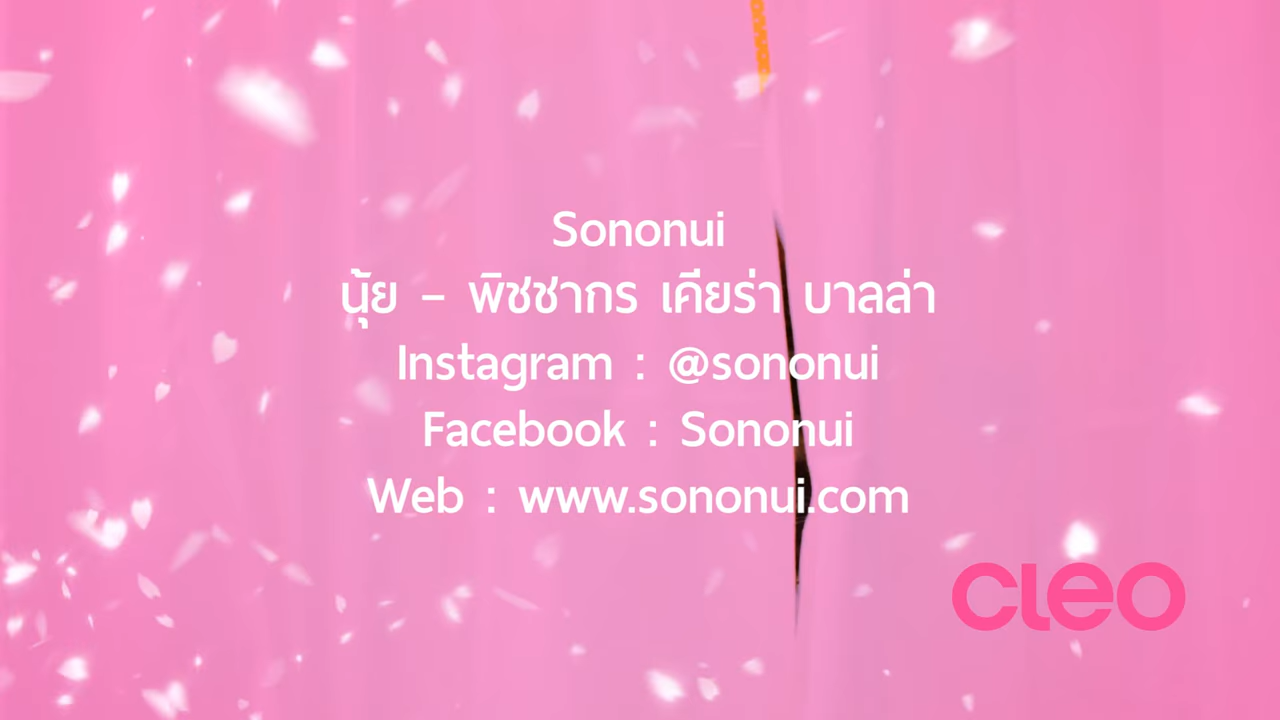 Sononui
นุ้ย – พิชชากร เคียร่า บาลล่า
Instagram : @sononui
Facebook : Sononui
Web : www.sononui.com
cleo